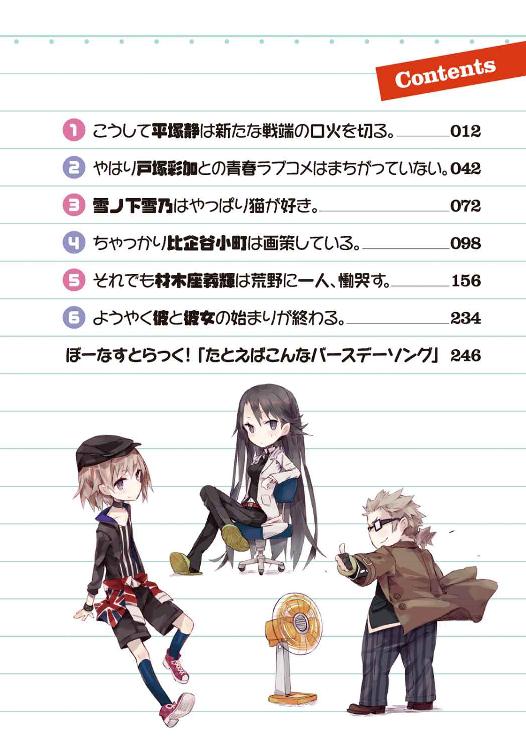 Contents
1 こうして平塚静は新たな戦端の口火を切る。 012
2 やはり戸塚彩加との青春ラブコメはまちがっていない。 042
3 雪ノ下雪乃はやっぱり猫が好き。 072
4 ちゃっかり比企谷小町は画策している。 098
5 それでも材木座義輝は荒野に一人、慟哭す。 156
6 ようやく彼と彼女の始まりが終わる。 234
ぼーなすとらっく!「たとえばこんなバースデーソング」 246